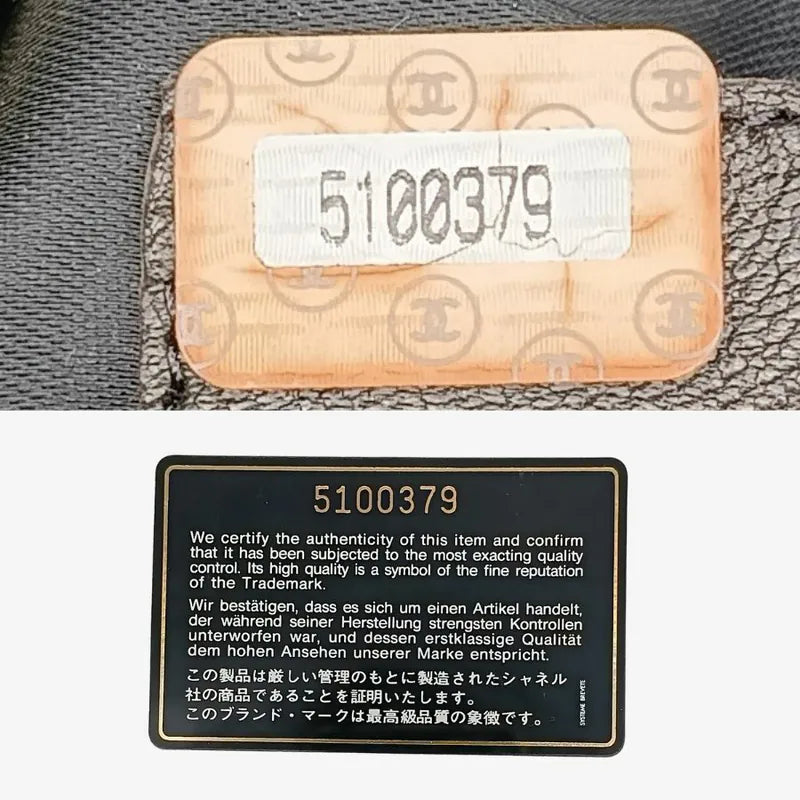 5100379
5100379
We certify the authenticity of this item and confirm
that it has been subjected to the most exacting quality
control. Its high quality is a symbol of the fine reputation
of the Trademark.
Wir bestätigen, dass es sich um einen Artikel handelt,
der während seiner Herstellung strengsten Kontrollen
unterworfen war, und dessen erstklassige Qualität
dem hohen Ansehen unserer Marke entspricht.
この製品は厳しい管理のもとに製造されたシャネル
社の商品であることを証明いたします。
このブランド・マークは最高級品質の象徴です。
SYSTEME BREVETE